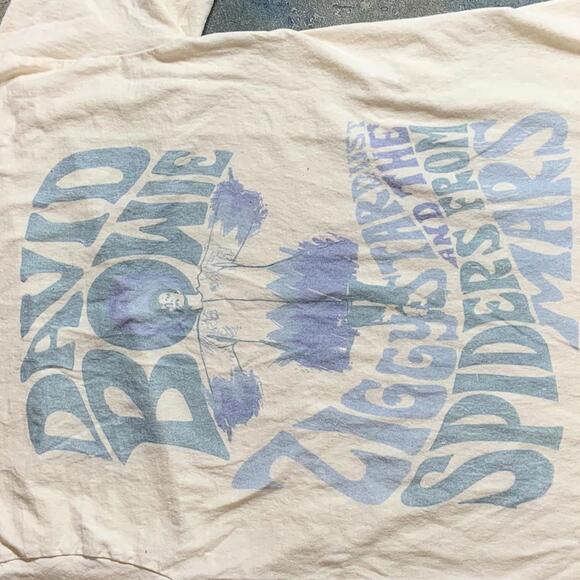 DAVID
BOWIE
ZIGGY STARDUST
AND THE
SPIDERS FROM
MARS